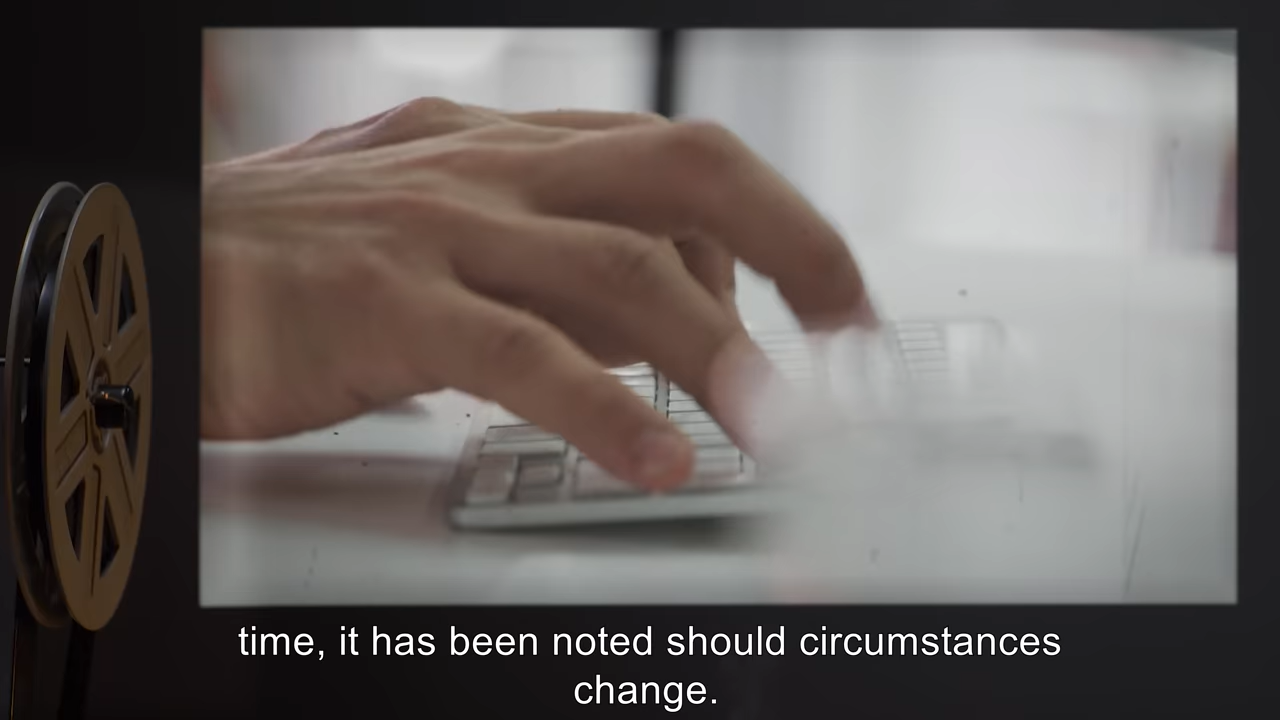 time, it has been noted should circumstances
change.